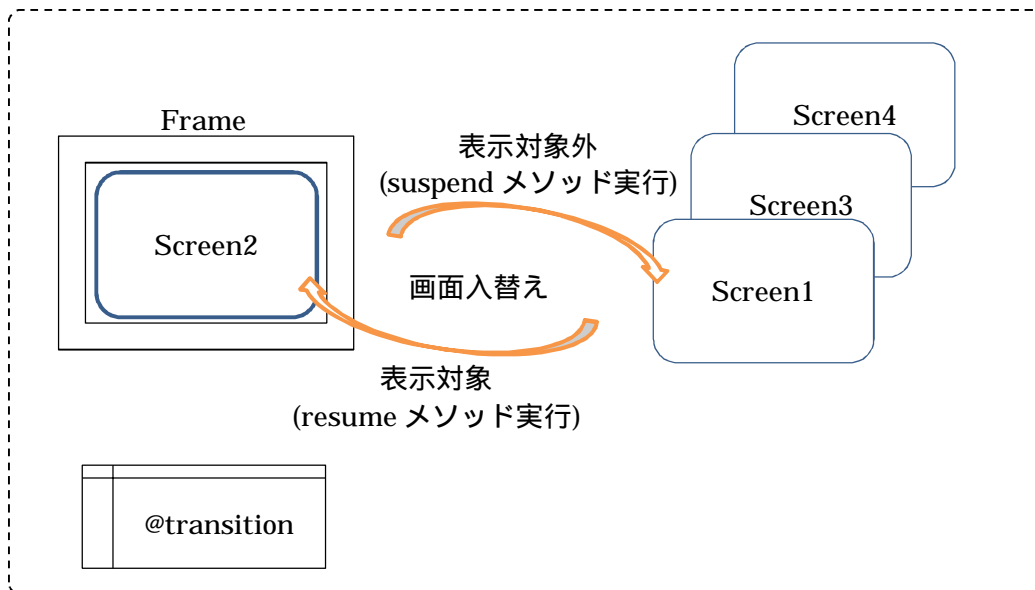 Frame
Screen2
表示対象外
(suspend メソッド実行)
画面入替え
表示対象
(resume メソッド実行)
Screen4
Screen3
Screen1
@transition